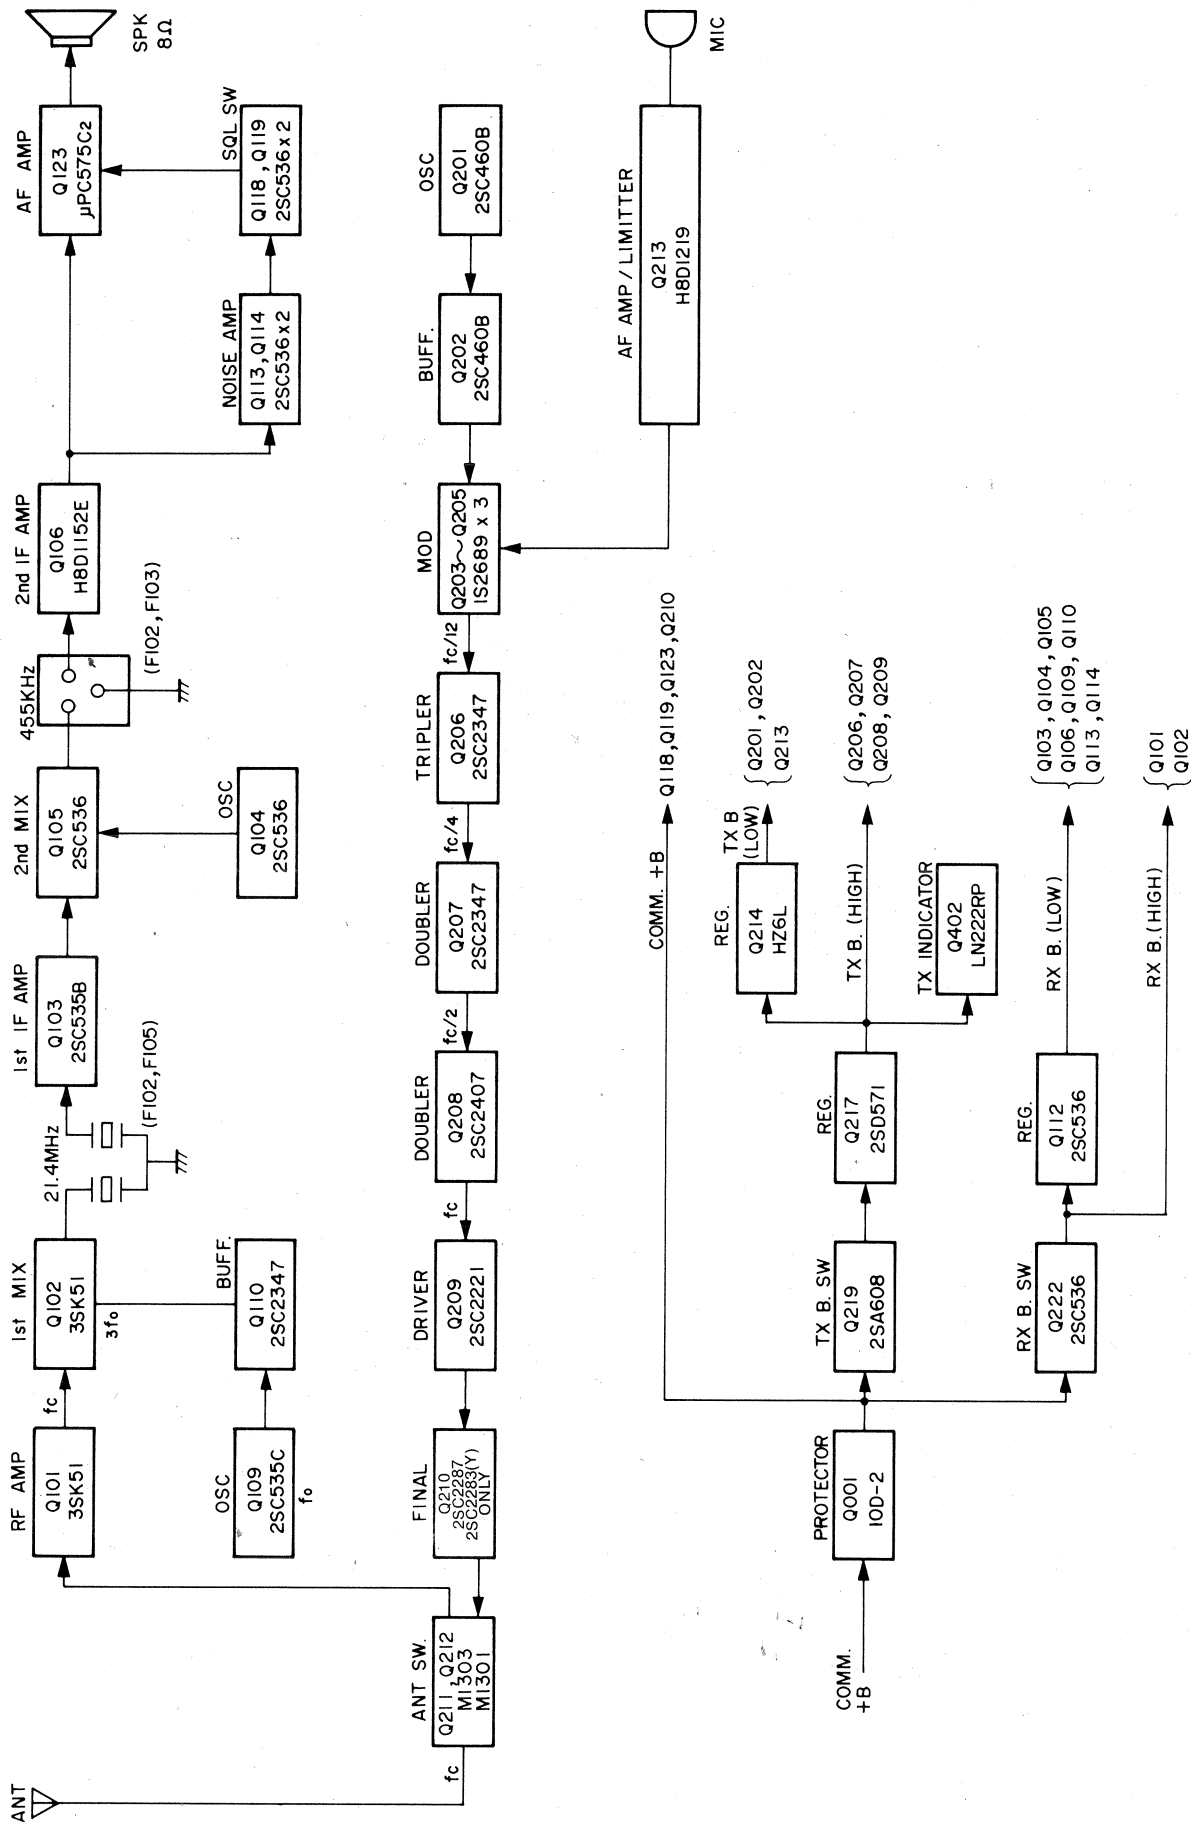 ANT
fc
ANT SW.
Q211, Q212
MI303
MI301
RF AMP
Q101
3SK51
fc
1st MIX
Q102
3SK51
3fo
OSC
Q109
2SC535C
fo
BUFF.
Q110
2SC2347
21.4MHz
(F102,F105)
1st IF AMP
Q103
2SC535B
2nd MIX
Q105
2SC536
OSC
Q104
2SC536
455KHz
(F102,F103)
2nd IF AMP
Q106
H8D1152E
NOISE AMP
Q113,Q114
2SC536x2
SQL SW
Q118,Q119
2SC536x2
AF AMP
Q123
μPC575C2
SPK
8Ω
FINAL
Q210
2SC2287
2SC2283(Y)
ONLY
DRIVER
Q209
2SC2221
fc
DOUBLER
Q208
2SC2407
fc/2
DOUBLER
Q207
2SC2347
fc/4
TRIPLER
Q206
2SC2347
fc/12
MOD
Q203~Q205
1S2689 x 3
BUFF.
Q202
2SC460B
OSC
Q201
2SC460B
AF AMP/LIMITTER
Q213
H8D1219
MIC
COMM.
+B
PROTECTOR
Q001
10D-2
COMM. +B
Q118,Q119,Q123,Q210
TX B. SW
Q219
2SA608
REG.
Q217
2SD571
REG.
Q214
HZ6L
TX B
(LOW)
Q201, Q202
Q213
TX B. (HIGH)
Q206, Q207
Q208, Q209
TX INDICATOR
Q402
LN222RP
RX B. SW
Q222
2SC536
REG.
Q112
2SC536
RX B. (LOW)
Q103, Q104, Q105
Q106, Q109, Q110
Q113, Q114
RX B.(HIGH)
Q101
Q102